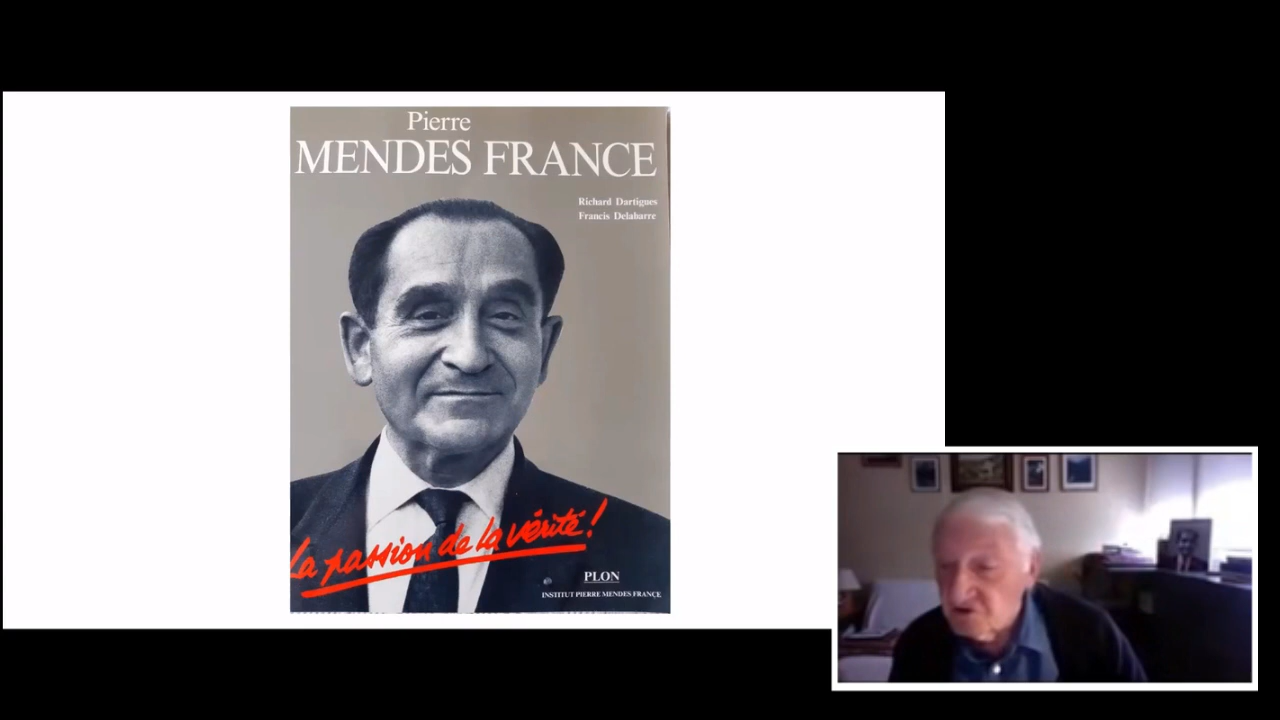 Pierre
MENDES FRANCE
Richard Dartigues
Francis Delabarre
La passion de la vérité !
PLON
INSTITUT PIERRE MENDES FRANCE